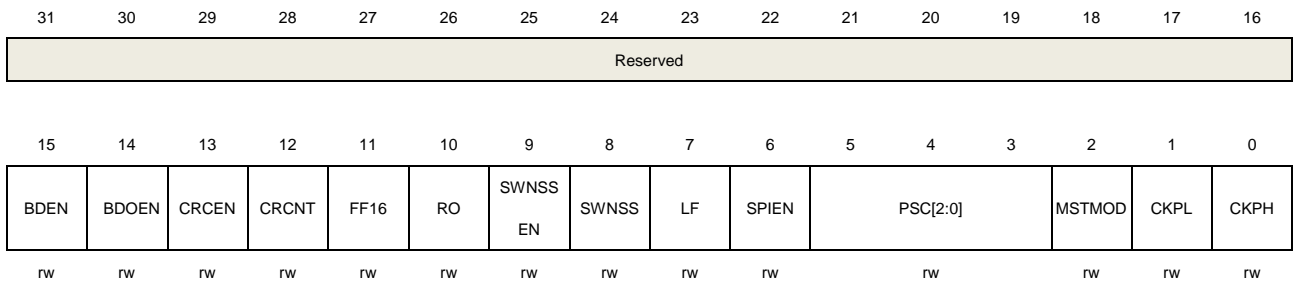 31 30 29 28 27 26 25 24 23 22 21 20 19 18 17 16
Reserved
15 14 13 12 11 10 9 8 7 6 5 4 3 2 1 0
BDEN BDOEN CRCEN CRCNT FF16 RO SWNSS EN SWNSS LF SPIEN PSC[2:0] MSTMOD CKPL CKPH
rw rw rw rw rw rw rw rw rw rw rw rw rw rw